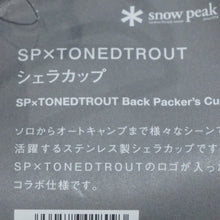 snow peak
SP×TONEDTROUT
シェラカップ
SP×TONEDTROUT Back Packer's Cu
ソロからオートキャンプまで様々なシーン
活躍するステンレス製シェラカップです
SP×TONEDTROUTのロゴが入っ
コラボ仕様です。